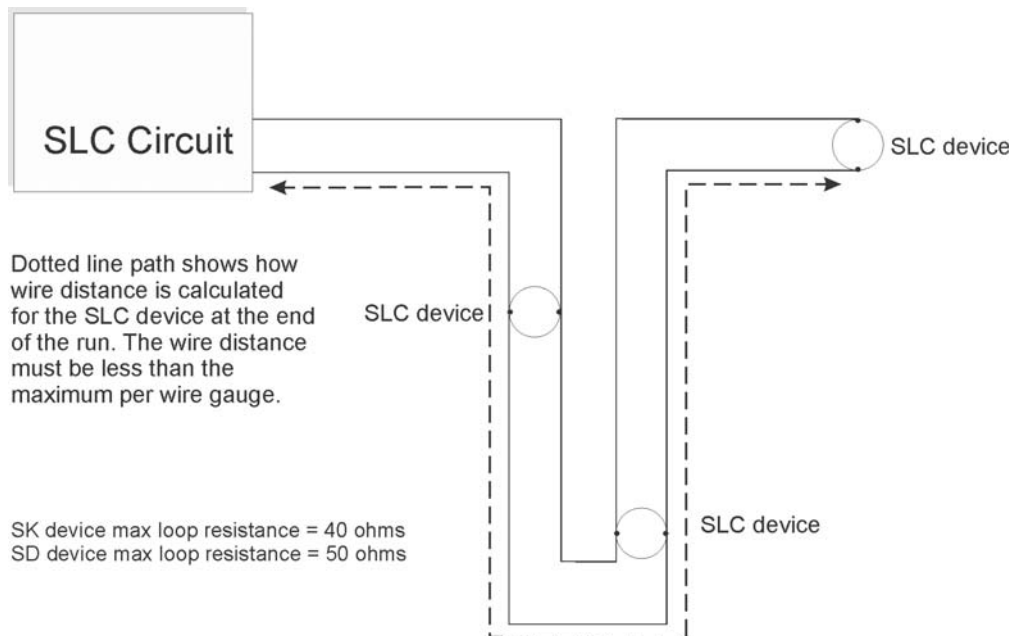 SLC Circuit
SLC device
Dotted line path shows how
wire distance is calculated
for the SLC device at the end
of the run. The wire distance
must be less than the
maximum per wire gauge.
SLC device
SLC device
SK device max loop resistance = 40 ohms
SD device max loop resistance = 50 ohms